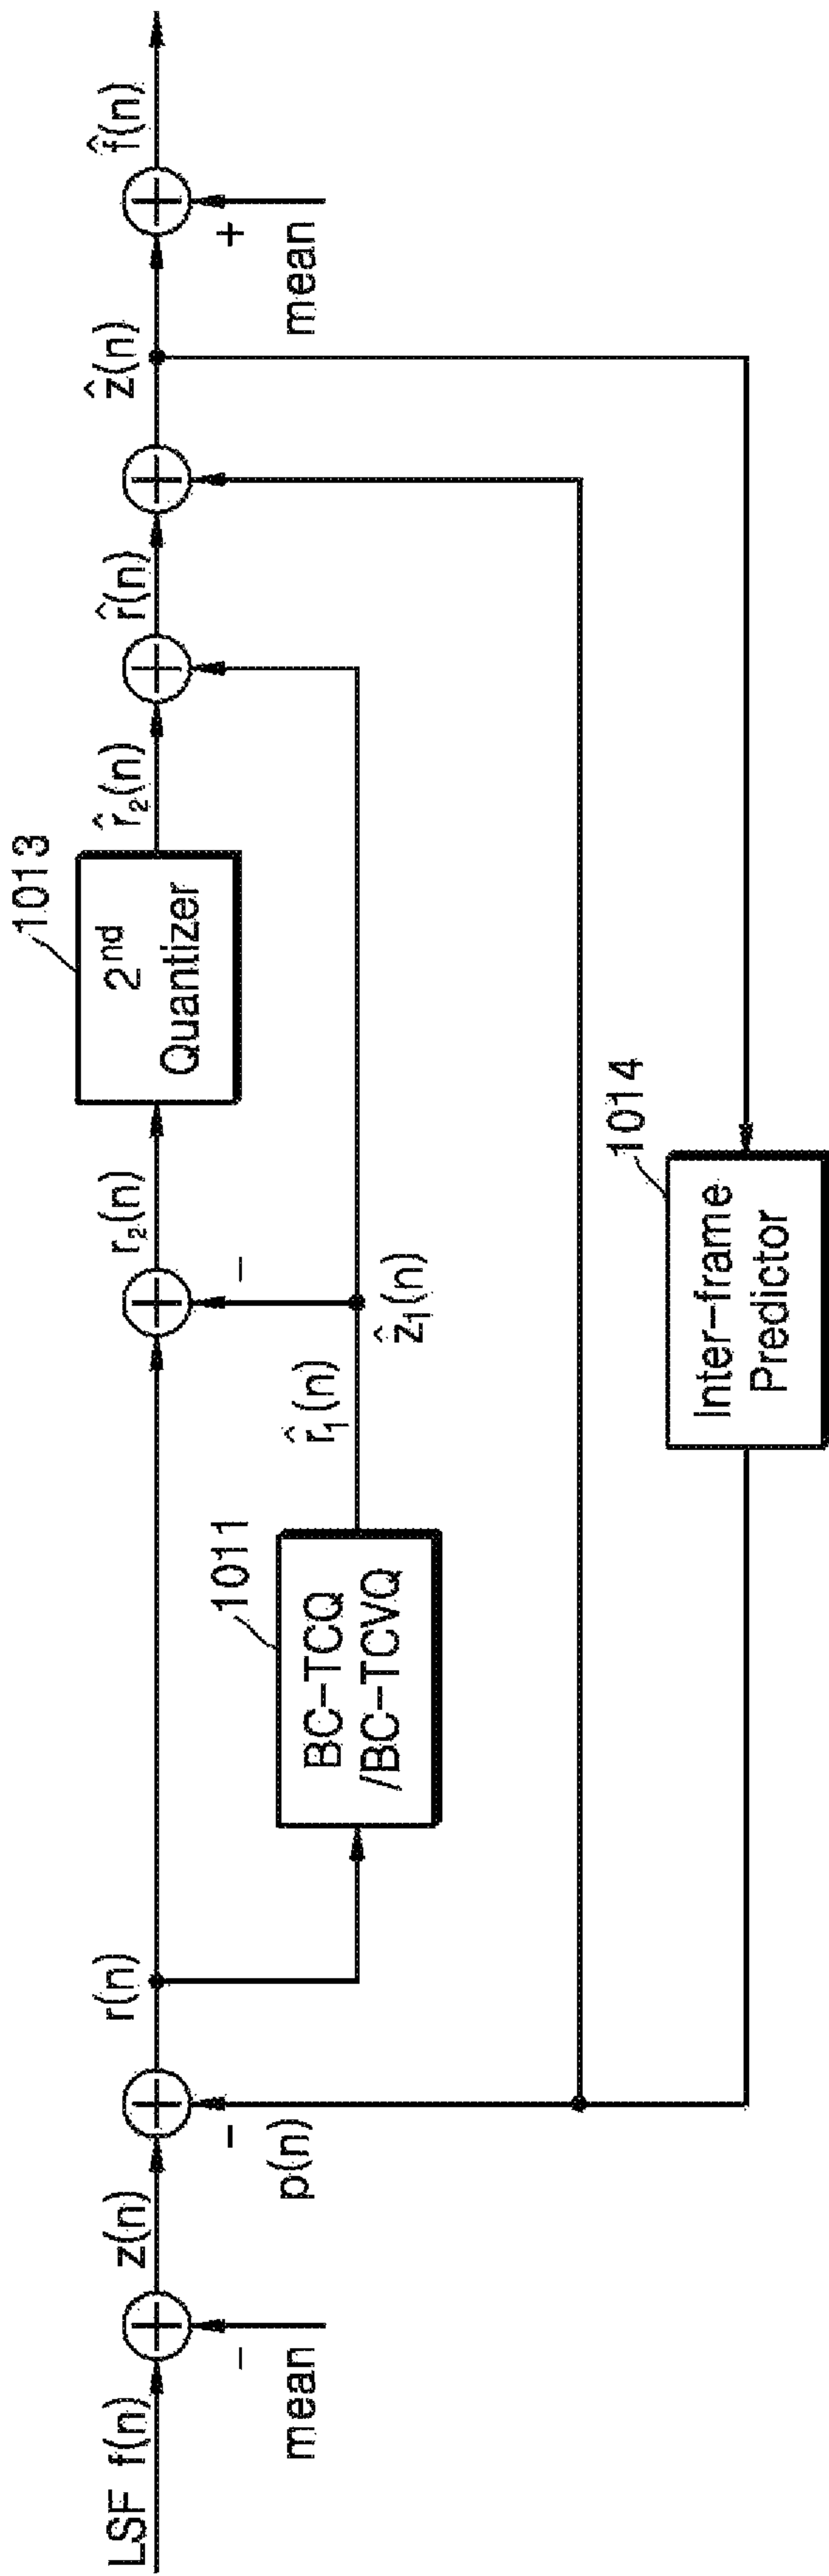 LSF f(n)
−
mean
z(n)
−
p(n)
r(n)
1011
BC-TCQ
/BC-TCVQ
r̂₁(n)
ẑ₁(n)
−
r₂(n)
1013
2nd
Quantizer
r̂₂(n)
r̂(n)
ẑ(n)
+
mean
f̂(n)
1014
Inter-frame
Predictor